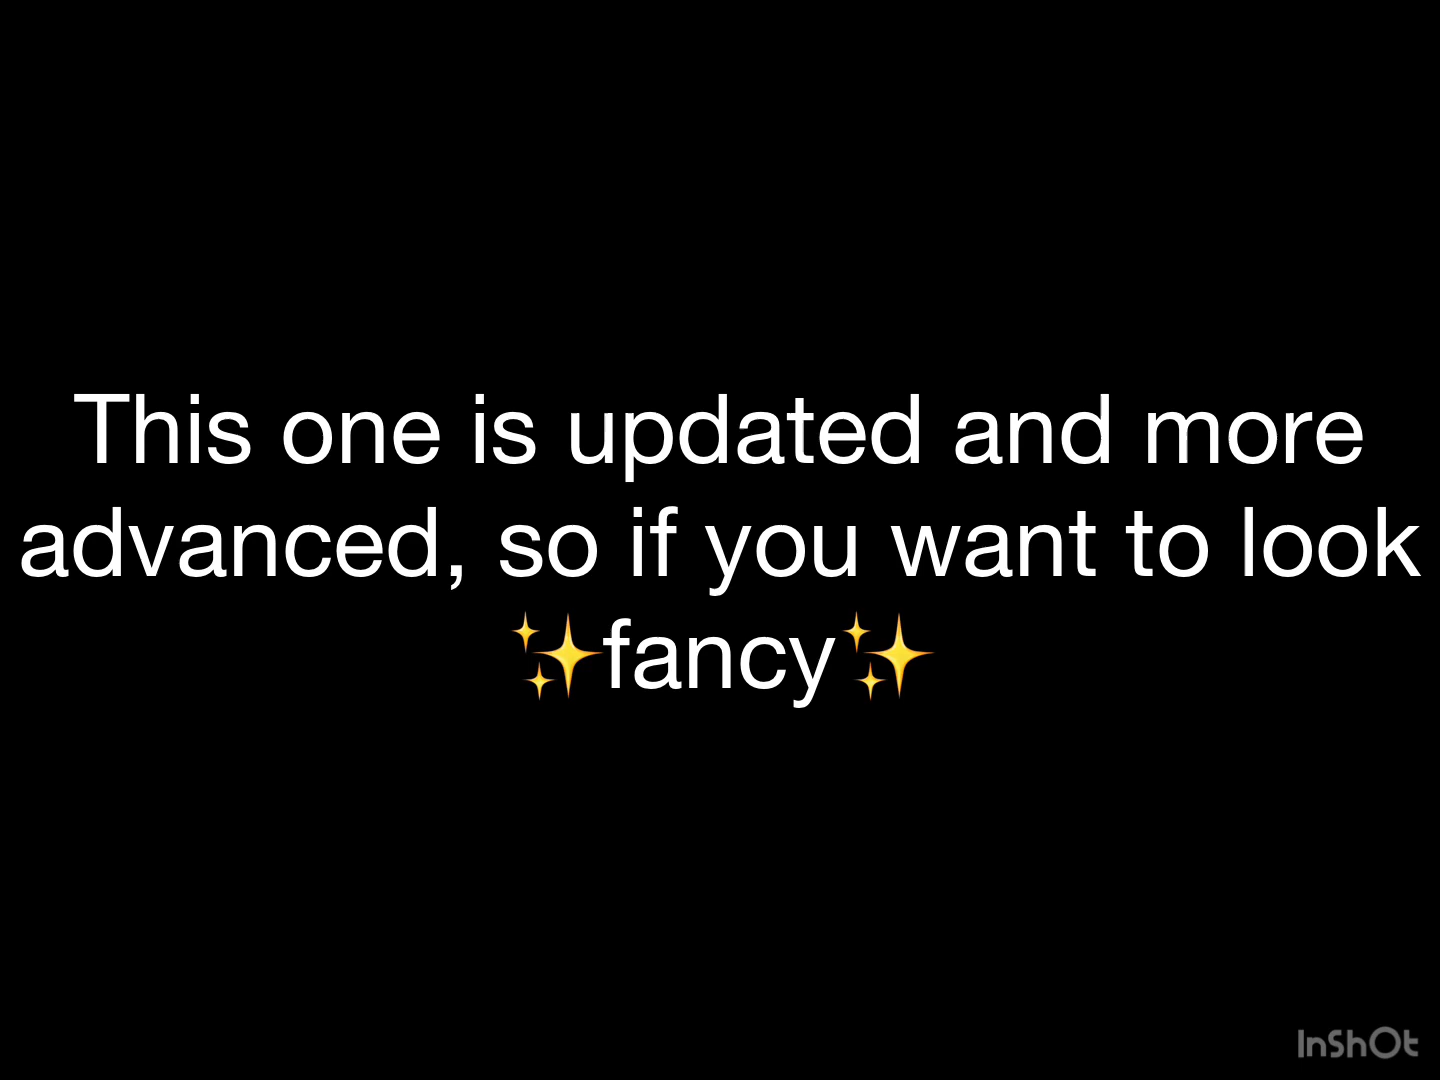 This one is updated and more
advanced, so if you want to look
✨fancy✨
InShOt